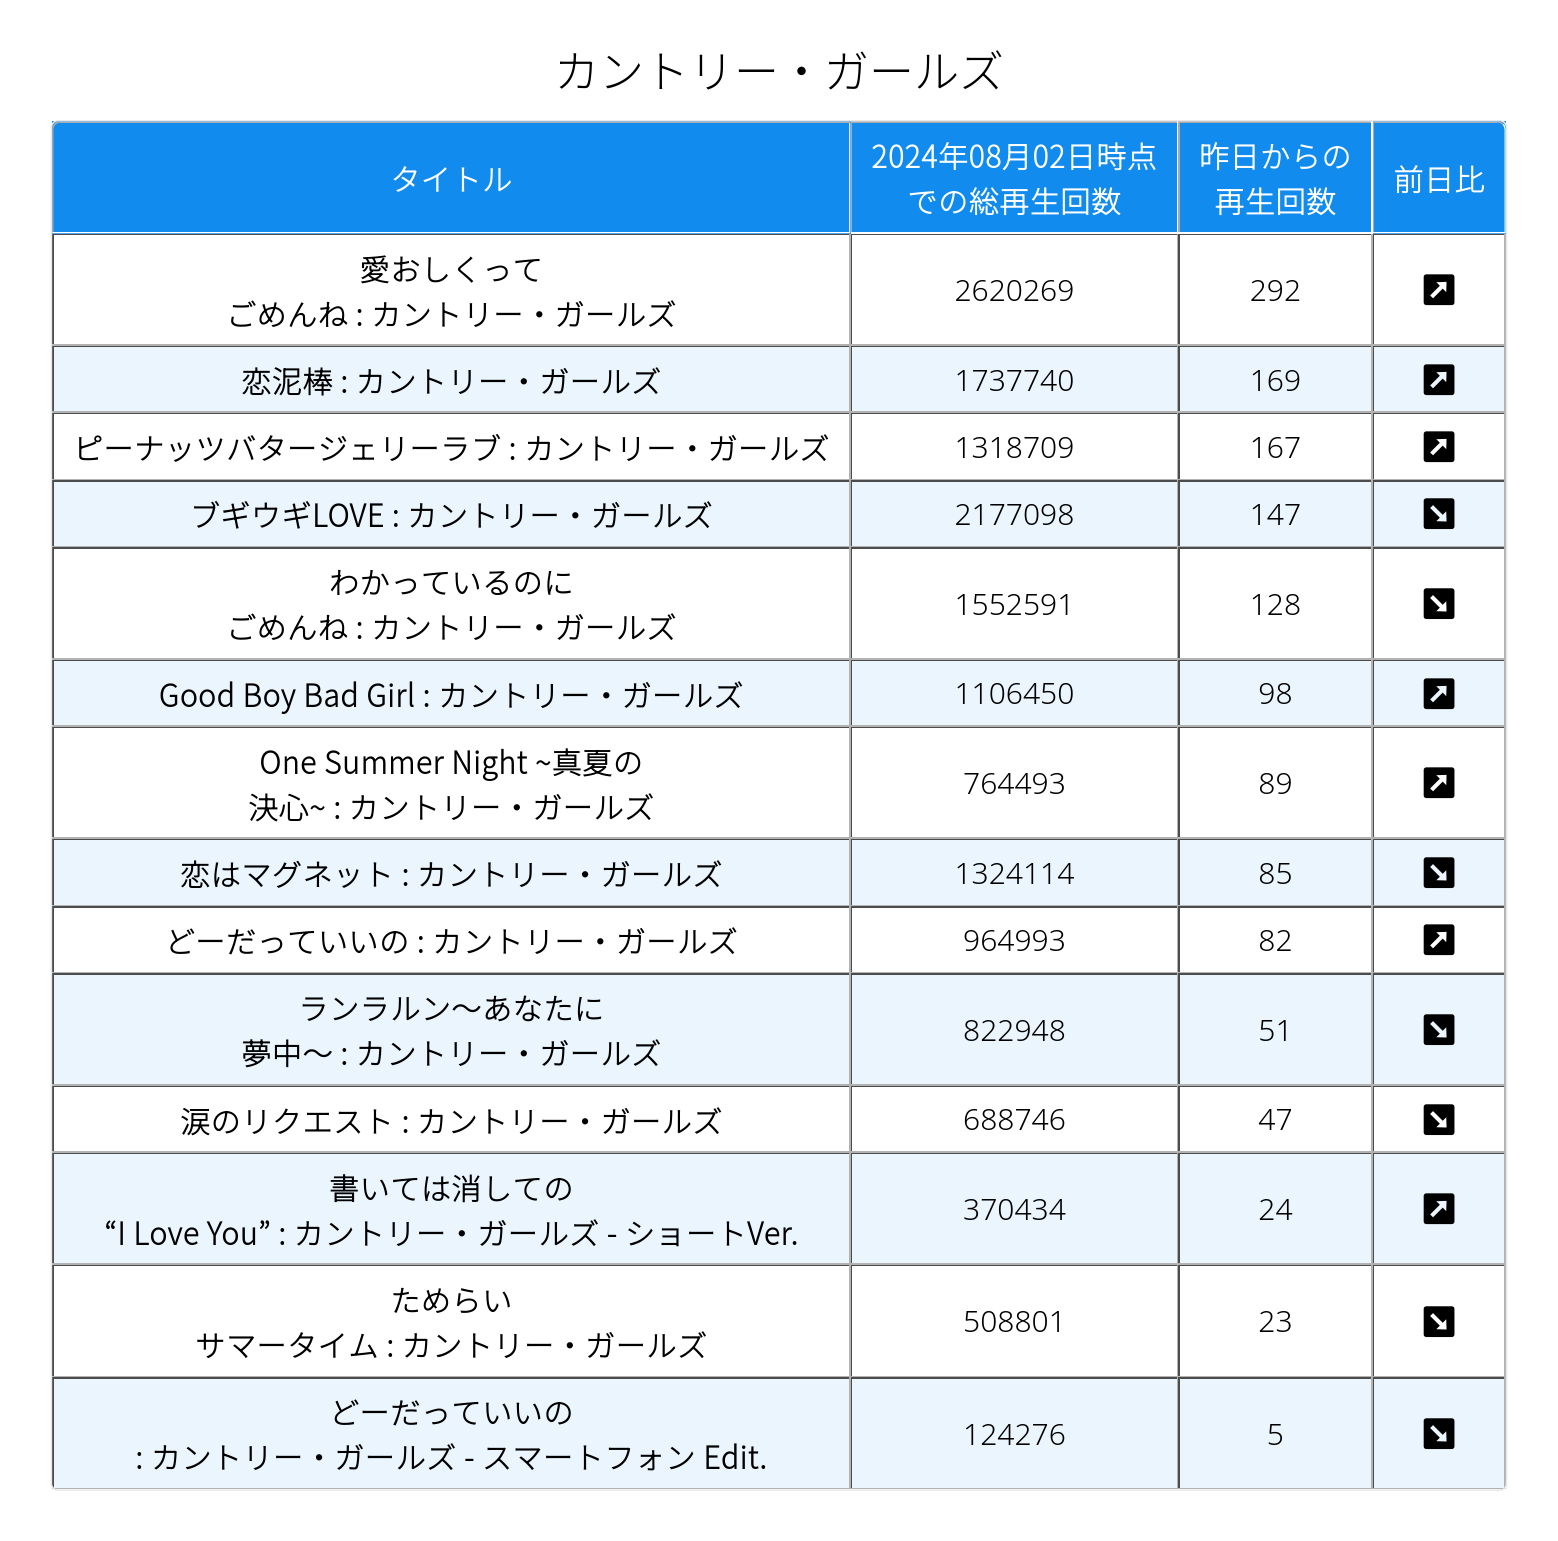 カントリー・ガールズ
タイトル
2024年08月02日時点
での総再生回数
昨日からの
再生回数
前日比
愛おしくって
ごめんね : カントリー・ガールズ
2620269
292
↗
恋泥棒 : カントリー・ガールズ
1737740
169
↗
ピーナッツバタージェリーラブ : カントリー・ガールズ
1318709
167
↗
ブギウギLOVE : カントリー・ガールズ
2177098
147
↘
わかっているのに
ごめんね : カントリー・ガールズ
1552591
128
↘
Good Boy Bad Girl : カントリー・ガールズ
1106450
98
↗
One Summer Night ~真夏の
決心~ : カントリー・ガールズ
764493
89
↗
恋はマグネット : カントリー・ガールズ
1324114
85
↘
どーだっていいの : カントリー・ガールズ
964993
82
↗
ランラルン〜あなたに
夢中〜 : カントリー・ガールズ
822948
51
↘
涙のリクエスト : カントリー・ガールズ
688746
47
↘
書いては消しての
“I Love You” : カントリー・ガールズ - ショートVer.
370434
24
↗
ためらい
サマータイム : カントリー・ガールズ
508801
23
↘
どーだっていいの
: カントリー・ガールズ - スマートフォン Edit.
124276
5
↘